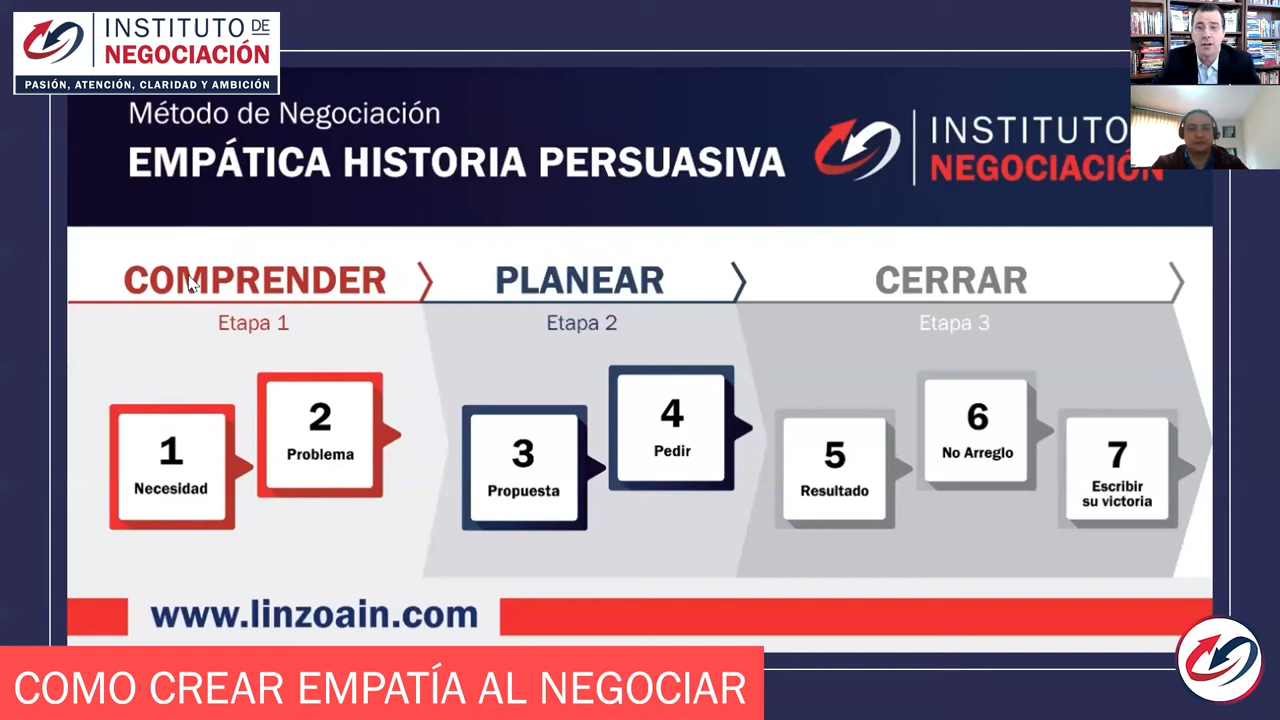 INSTITUTO DE
NEGOCIACIÓN
PASIÓN, ATENCIÓN, CLARIDAD Y AMBICIÓN
Método de Negociación
EMPÁTICA HISTORIA PERSUASIVA
INSTITUTO
NEGOCIACIÓN
COMPRENDER
PLANEAR
CERRAR
Etapa 1
Etapa 2
Etapa 3
1
Necesidad
2
Problema
3
Propuesta
4
Pedir
5
Resultado
6
No Arreglo
7
Escribir
su victoria
www.linzoain.com
COMO CREAR EMPATÍA AL NEGOCIAR